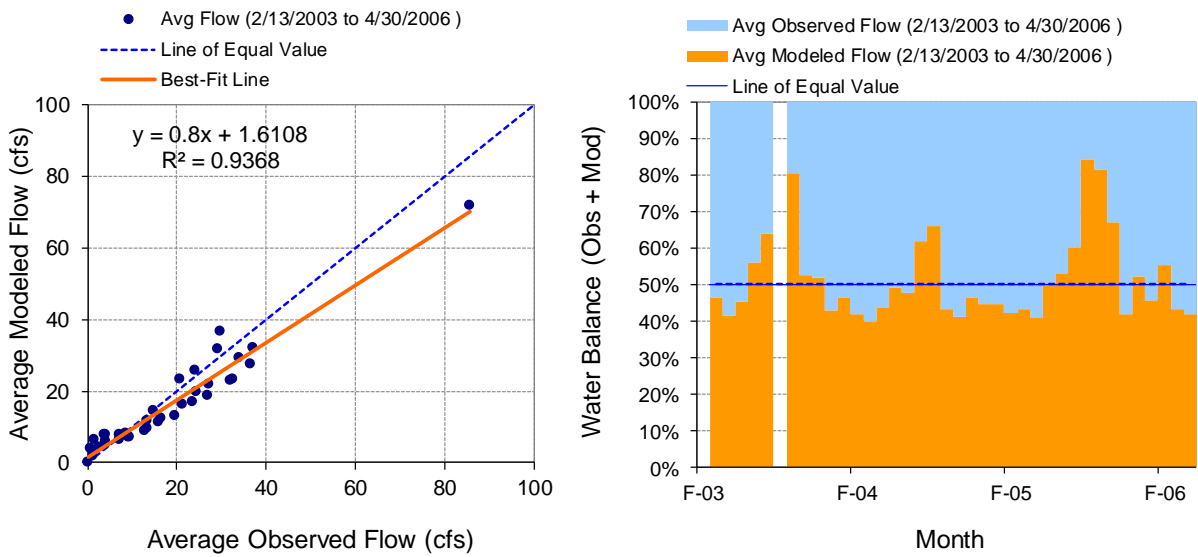 Avg Flow (2/13/2003 to 4/30/2006 )
Line of Equal Value
Best-Fit Line
y = 0.8x + 1.6108
R² = 0.9368
100
80
60
40
20
0
0 20 40 60 80 100
Average Modeled Flow (cfs)
Average Observed Flow (cfs)
Avg Observed Flow (2/13/2003 to 4/30/2006 )
Avg Modeled Flow (2/13/2003 to 4/30/2006 )
Line of Equal Value
100%
90%
80%
70%
60%
50%
40%
30%
20%
10%
0%
F-03 F-04 F-05 F-06
Water Balance (Obs + Mod)
Month